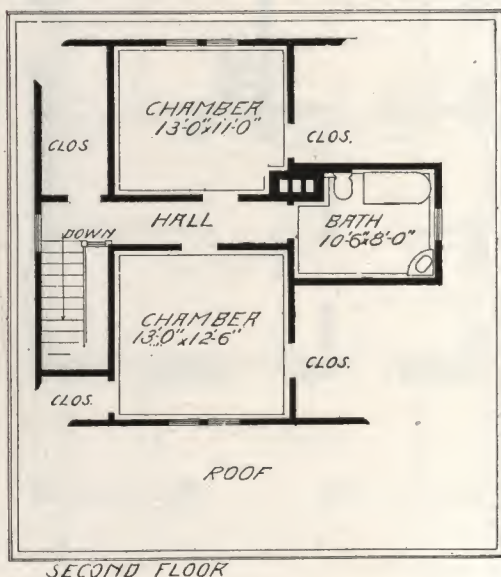 CHAMBER
13'-0"x11'-0"
CLOS
CLOS.
HALL
DOWN
BATH
10'-6"x8'-0"
CHAMBER
13'-0"x12'-6"
CLOS.
CLOS.
ROOF
SECOND FLOOR